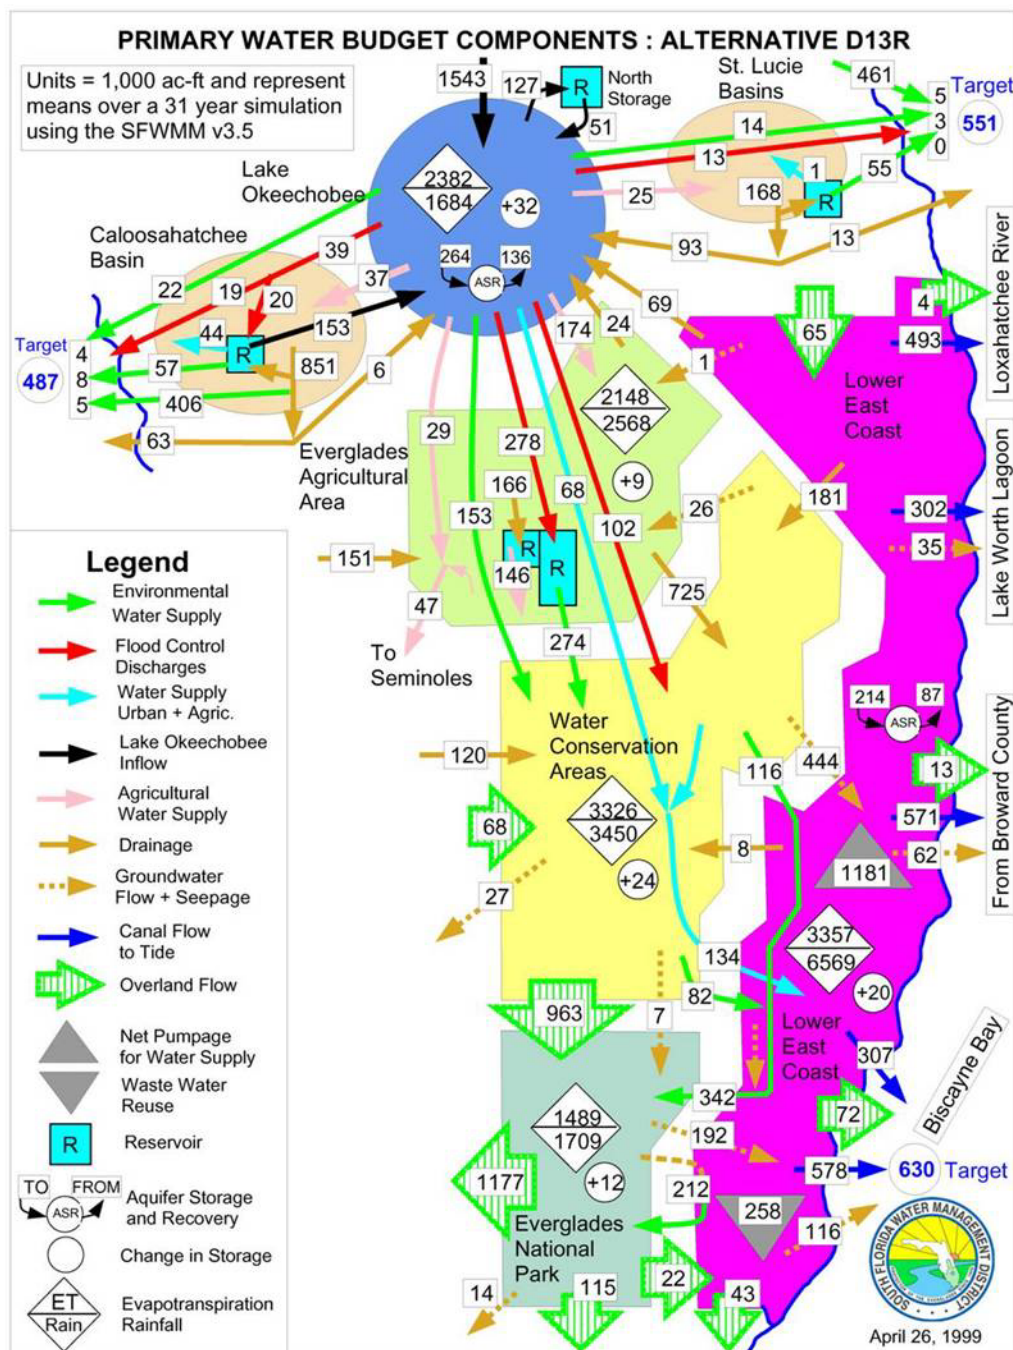 PRIMARY WATER BUDGET COMPONENTS : ALTERNATIVE D13R
Units = 1,000 ac-ft and represent
means over a 31 year simulation
using the SFWMM v3.5
1543
127
R
North
Storage
51
St. Lucie
Basins
461
5
3
0
Target
551
14
13
25
1
168
R
55
93
13
Lake
Okeechobee
2382
1684
+32
264
136
ASR
Caloosahatchee
Basin
22
39
19
20
37
44
R
153
57
851
406
6
63
Target
487
4
8
5
69
174
24
1
65
4
493
Loxahatchee River
Lower
East
Coast
2148
2568
+9
Everglades
Agricultural
Area
29
278
68
166
153
102
26
181
302
35
Lake Worth Lagoon
151
R
R
146
47
725
274
To
Seminoles
Water
Conservation
Areas
120
68
3326
3450
+24
27
116
444
8
214
87
ASR
13
571
62
From Broward County
1181
3357
6569
+20
134
82
7
963
Lower
East
Coast
307
72
Biscayne Bay
342
192
1489
1709
+12
1177
212
578
630
Target
258
116
Everglades
National
Park
22
14
115
43
SOUTH FLORIDA WATER MANAGEMENT DISTRICT
April 26, 1999
Legend
Environmental
Water Supply
Flood Control
Discharges
Water Supply
Urban + Agric.
Lake Okeechobee
Inflow
Agricultural
Water Supply
Drainage
Groundwater
Flow + Seepage
Canal Flow
to Tide
Overland Flow
Net Pumpage
for Water Supply
Waste Water
Reuse
R
Reservoir
TO
FROM
ASR
Aquifer Storage
and Recovery
Change in Storage
ET
Rain
Evapotranspiration
Rainfall